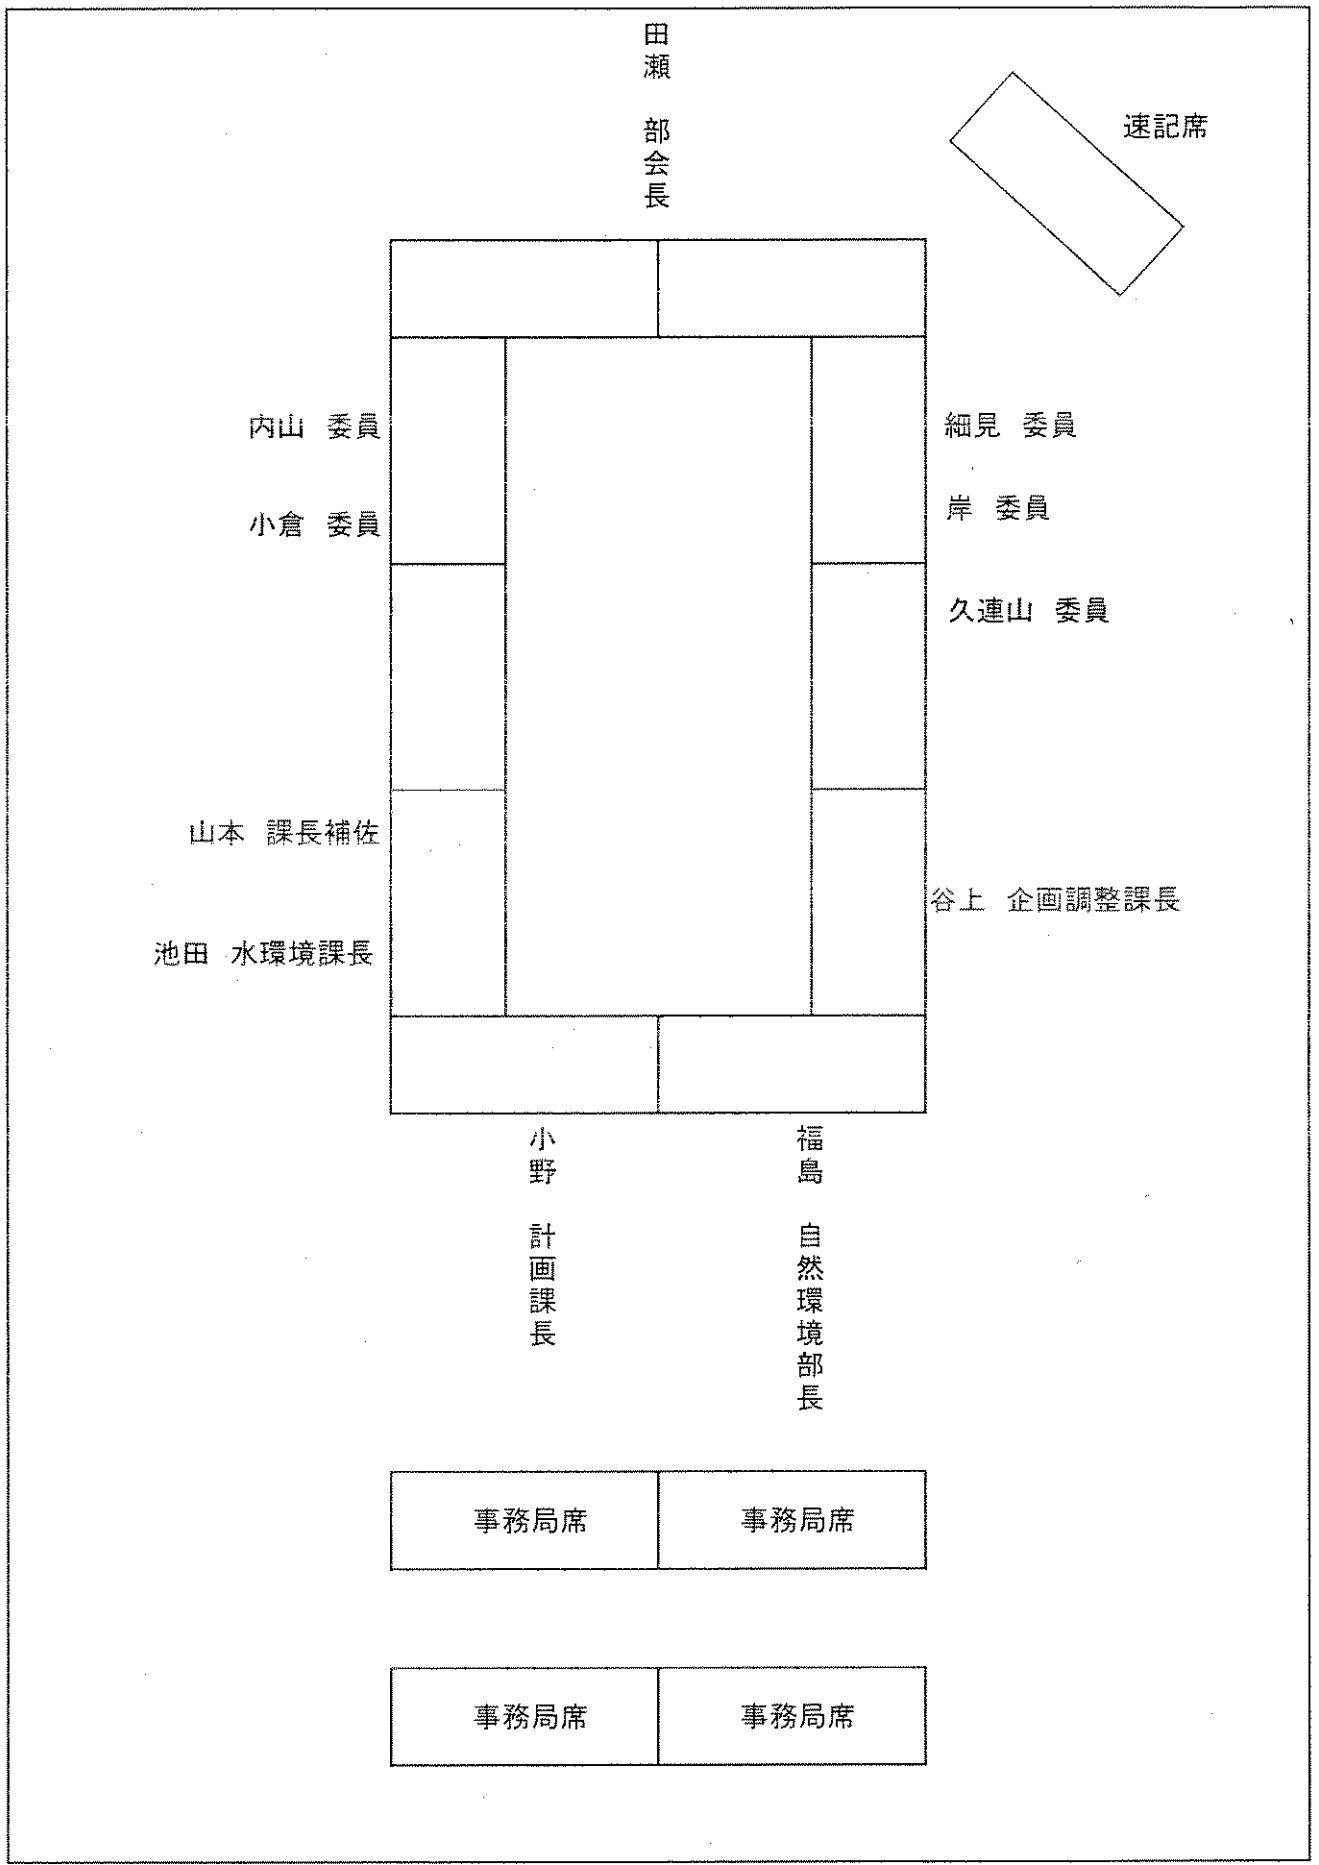 田瀬　部会長
速記席
内山　委員
細見　委員
小倉　委員
岸　委員
久連山　委員
山本　課長補佐
谷上　企画調整課長
池田　水環境課長
小野　計画課長
福島　自然環境部長
事務局席
事務局席
事務局席
事務局席